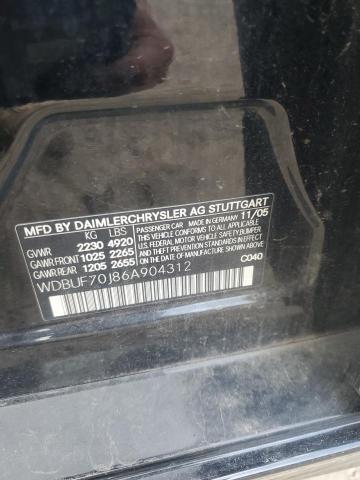 MFD BY DAIMLERCHRYSLER AG STUTTGART
KG LBS
GVWR 2230 4920
GAWR FRONT 1025 2265
GAWR REAR 1205 2655
PASSENGER CAR
MADE IN GERMANY 11/05
THIS VEHICLE CONFORMS TO ALL APPLICABLE
U.S. FEDERAL MOTOR VEHICLE SAFETY BUMPER
AND THEFT PREVENTION STANDARDS
IN EFFECT ON THE DATE OF
MANUFACTURE SHOWN ABOVE
WDBUF70J86A904312
C040